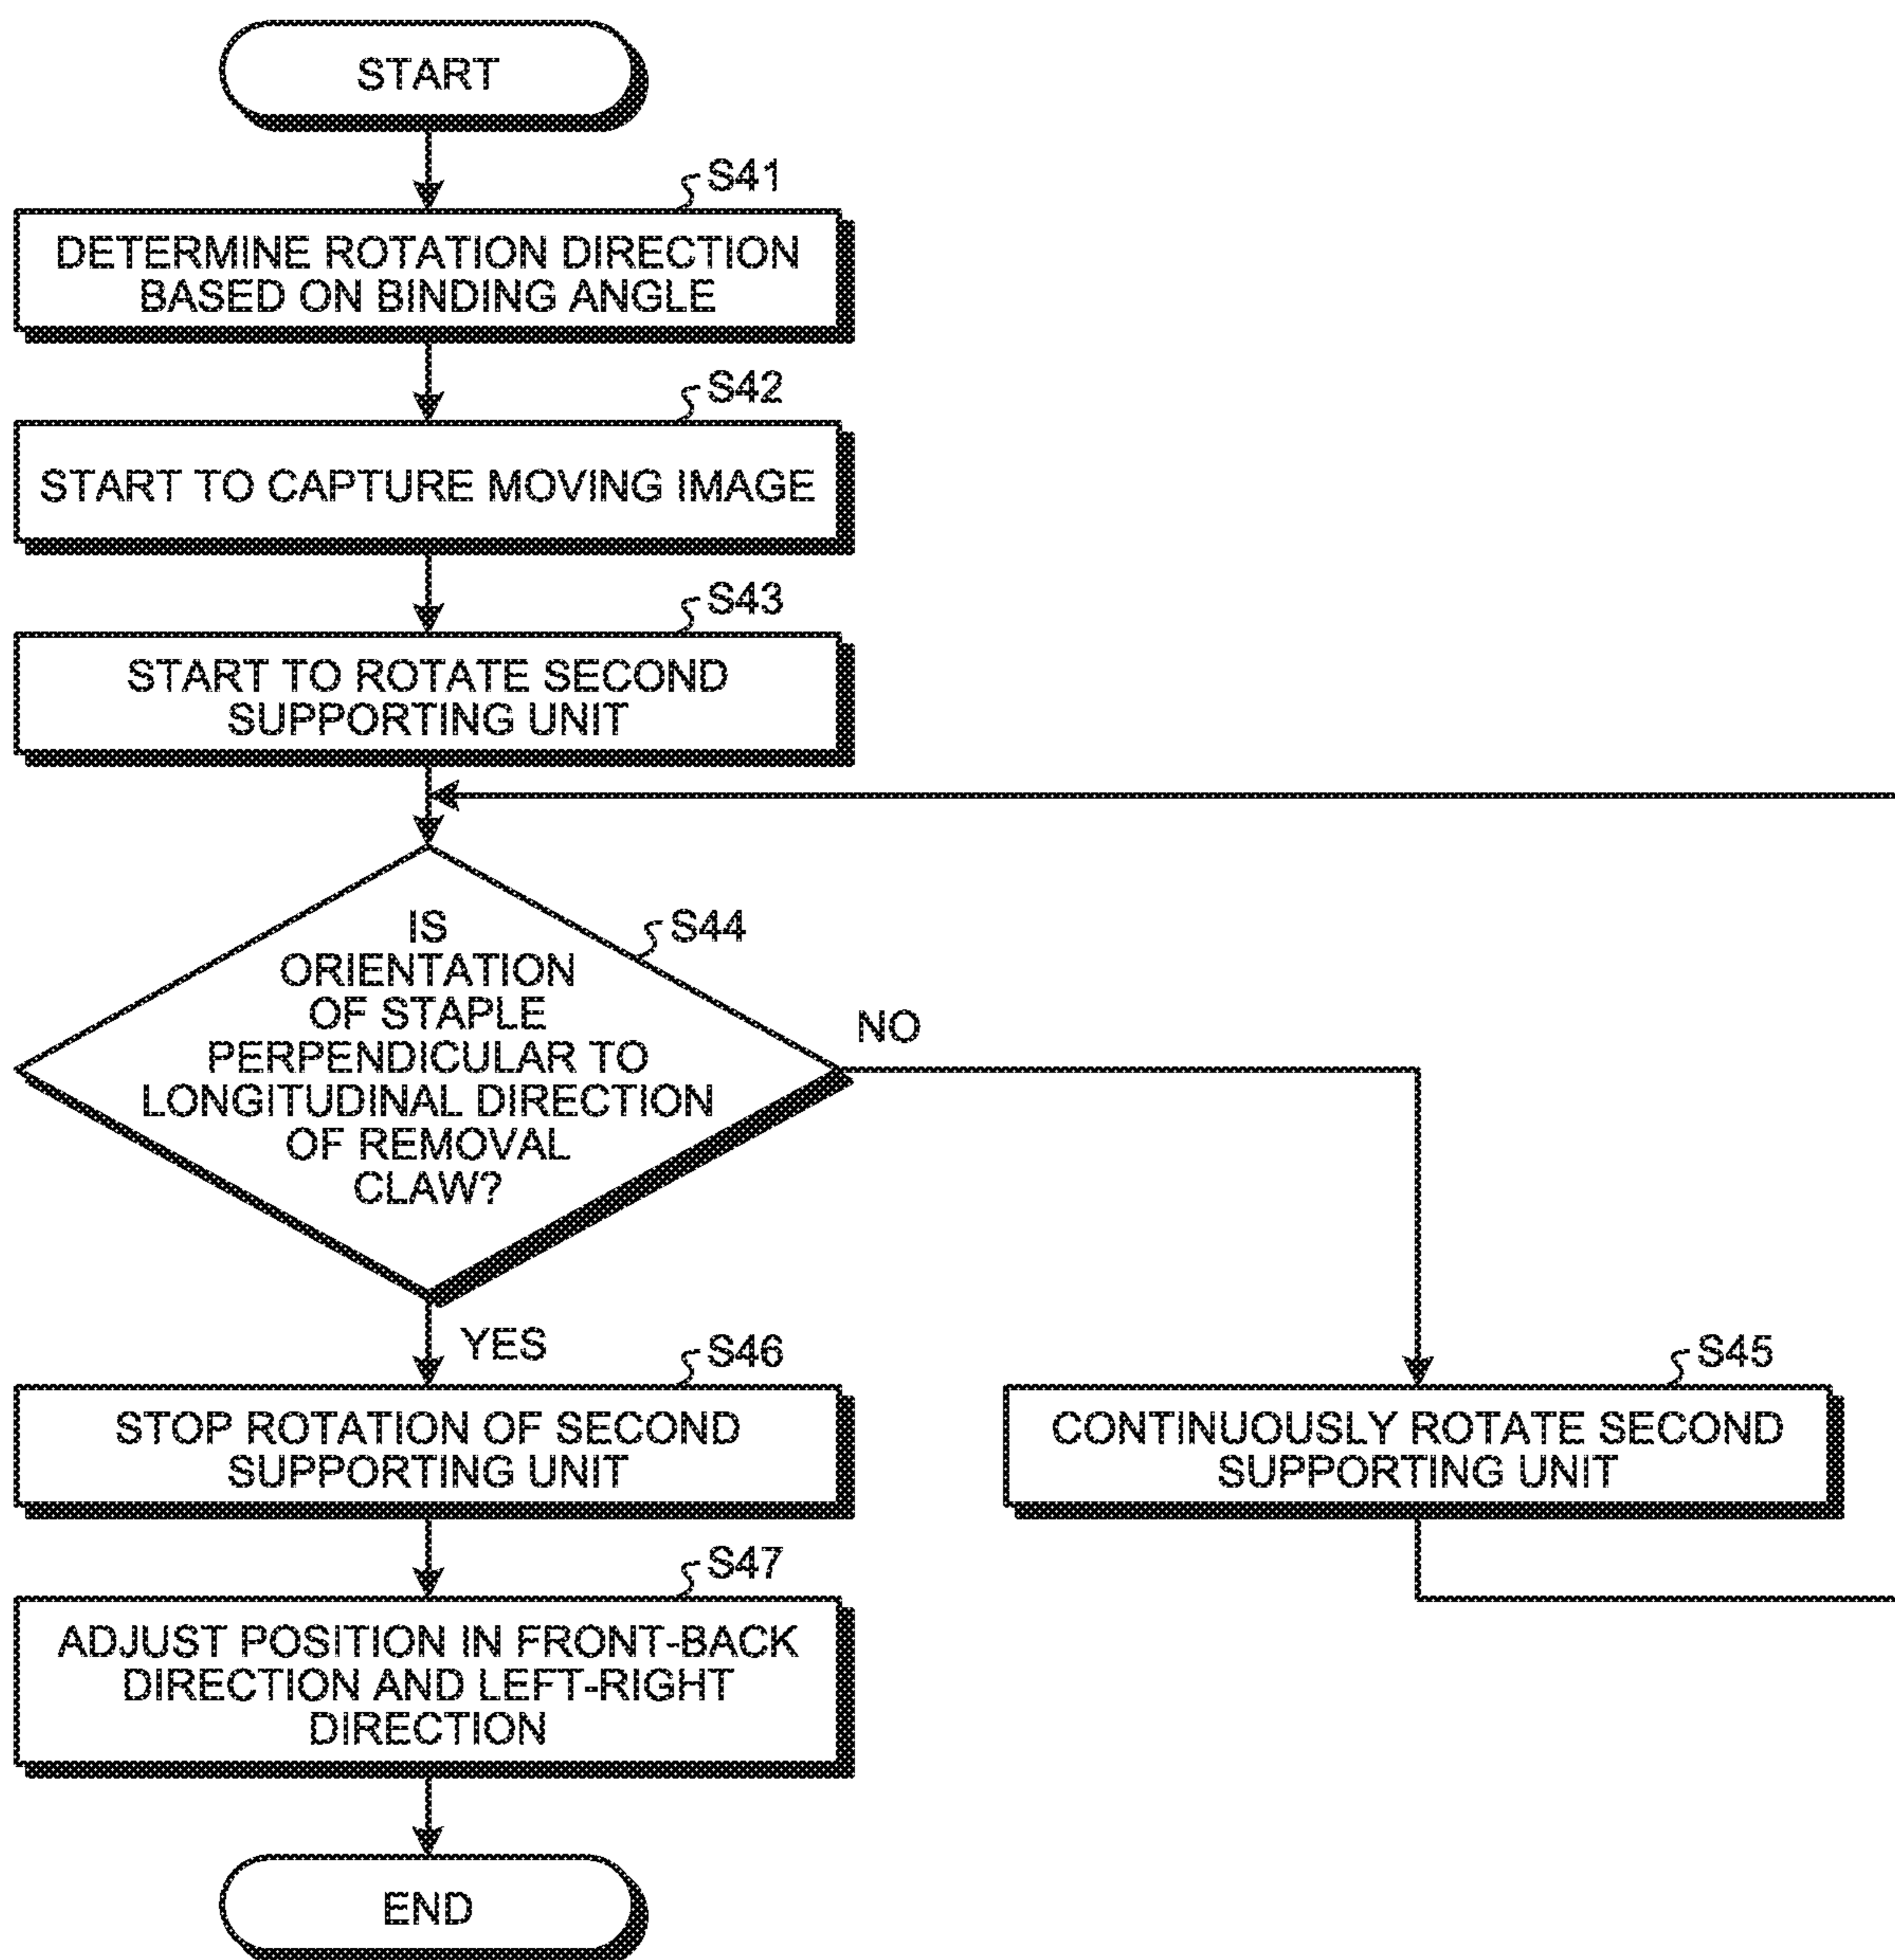 START
S41
DETERMINE ROTATION DIRECTION
BASED ON BINDING ANGLE
S42
START TO CAPTURE MOVING IMAGE
S43
START TO ROTATE SECOND
SUPPORTING UNIT
S44
IS
ORIENTATION
OF STAPLE
PERPENDICULAR TO
LONGITUDINAL DIRECTION
OF REMOVAL
CLAW?
NO
YES
S45
CONTINUOUSLY ROTATE SECOND
SUPPORTING UNIT
S46
STOP ROTATION OF SECOND
SUPPORTING UNIT
S47
ADJUST POSITION IN FRONT-BACK
DIRECTION AND LEFT-RIGHT
DIRECTION
END